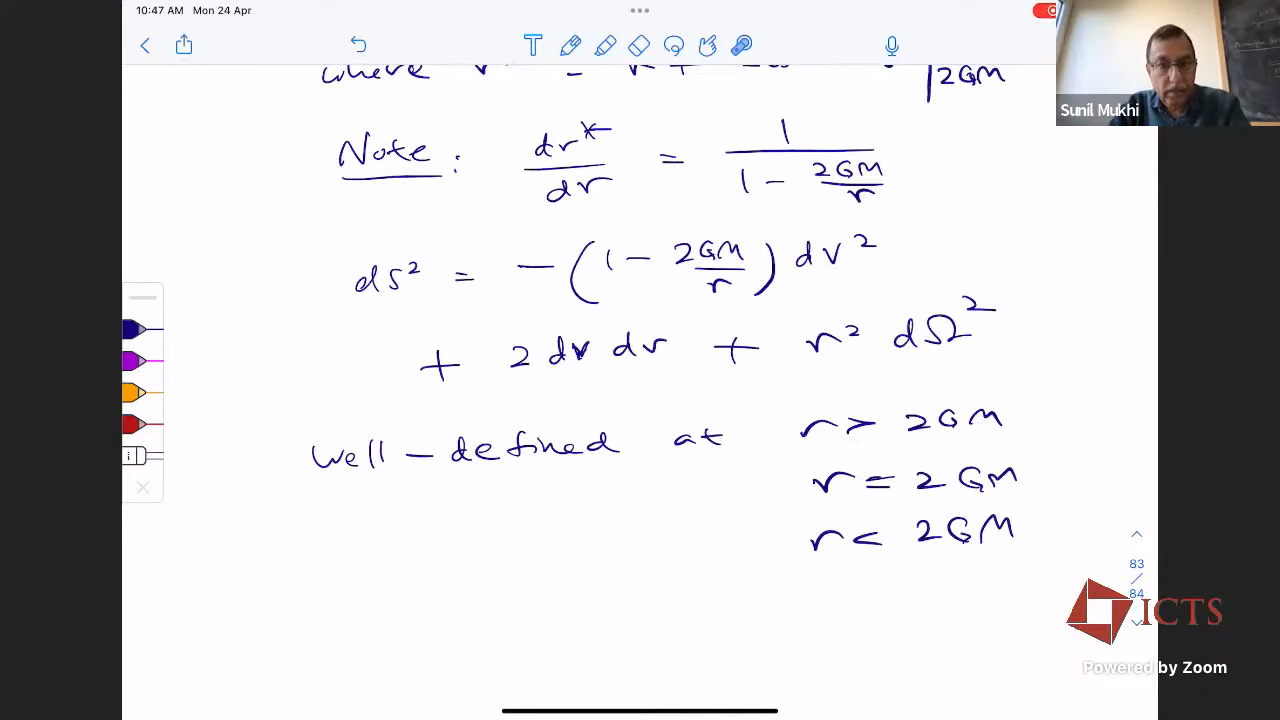 10:47 AM Mon 24 Apr
where
2GM
Sunil Mukhi
Note : dr*/dr = 1/(1 - 2GM/r)
ds² = - (1 - 2GM/r) dv²
+ 2 dv dr + r² dΩ²
Well-defined at r > 2GM
r = 2GM
r < 2GM
83
84
ICTS
Powered by Zoom